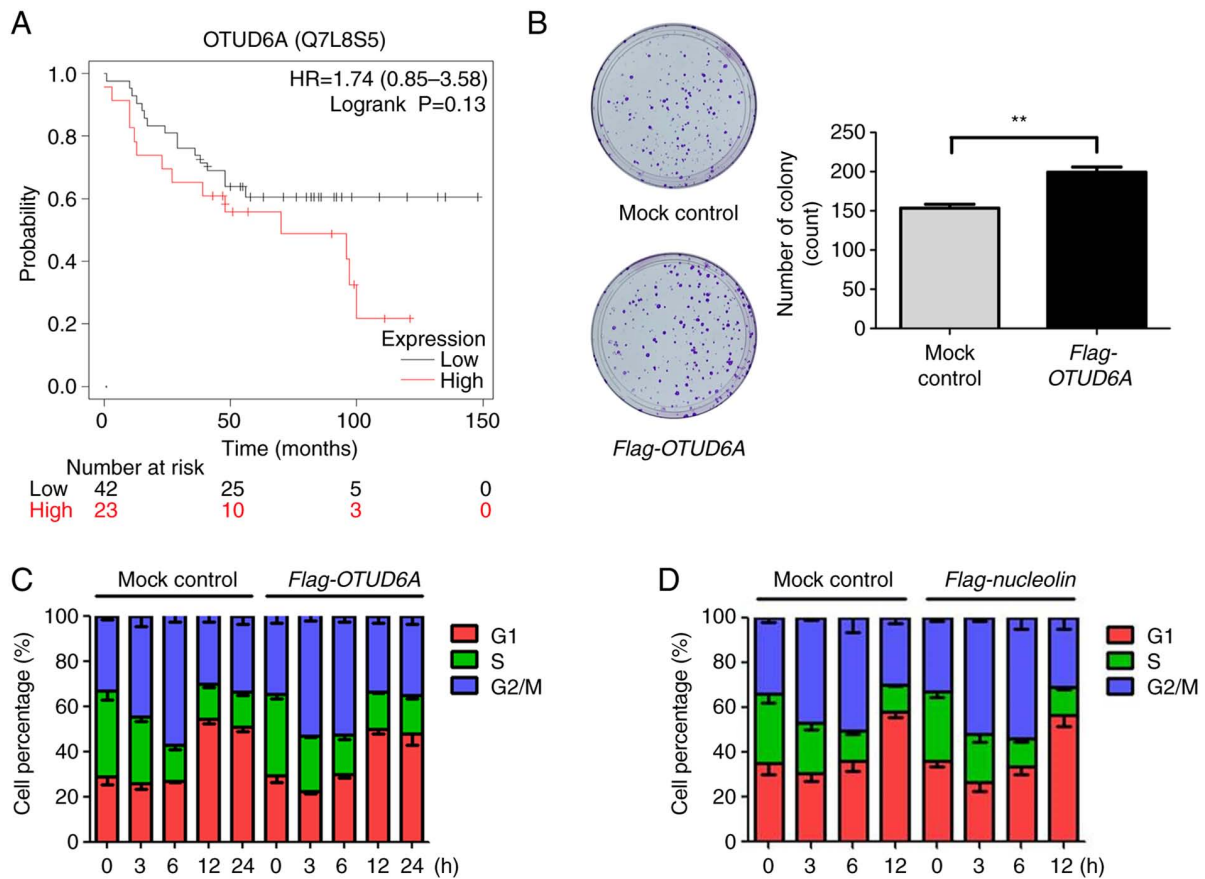 A
OTUD6A (Q7L8S5)
HR=1.74 (0.85–3.58)
Logrank P=0.13
1.0
0.8
0.6
0.4
0.2
0.0
Probability
Expression
Low
High
0 50 100 150
Time (months)
Number at risk
Low 42 25 5 0
High 23 10 3 0
B
Mock control
Flag-OTUD6A
**
Number of colony
(count)
250
200
150
100
50
0
Mock
control
Flag-
OTUD6A
C
Mock control Flag-OTUD6A
Cell percentage (%)
100
80
60
40
20
0
0 3 6 12 24 0 3 6 12 24 (h)
G1
S
G2/M
D
Mock control Flag-nucleolin
Cell percentage (%)
100
80
60
40
20
0
0 3 6 12 0 3 6 12 (h)
G1
S
G2/M